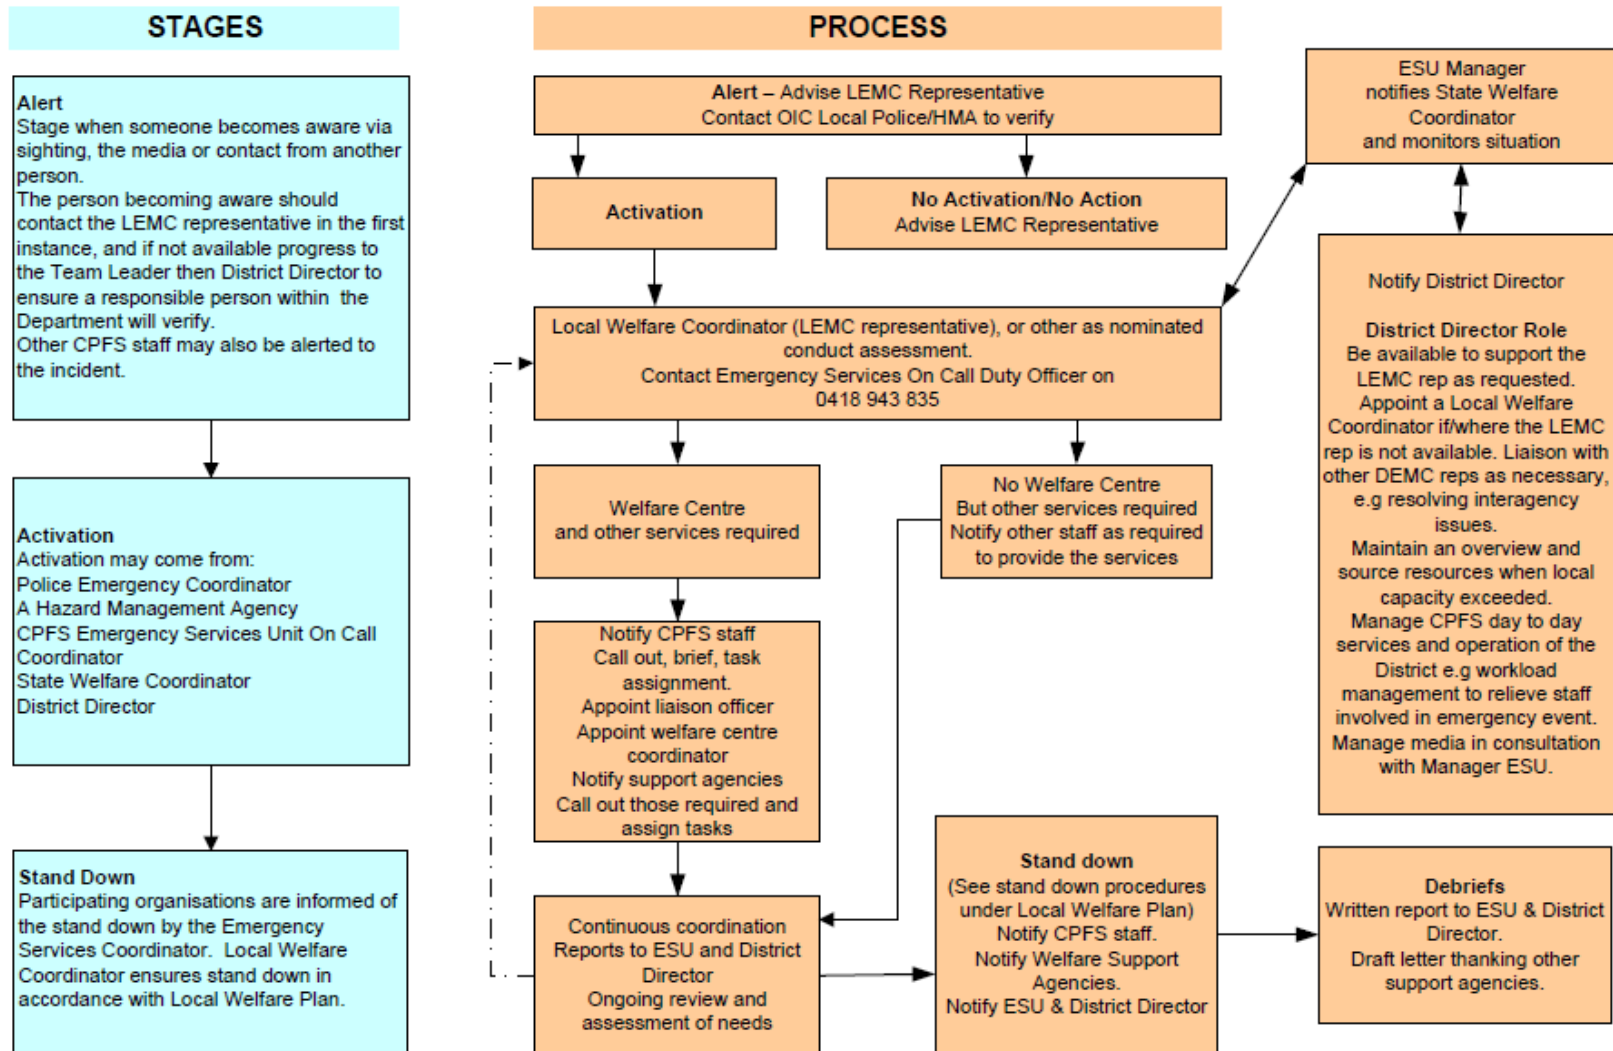 STAGES
Alert
Stage when someone becomes aware via
sighting, the media or contact from another
person.
The person becoming aware should
contact the LEMC representative in the first
instance, and if not available progress to
the Team Leader then District Director to
ensure a responsible person within the
Department will verify.
Other CPFS staff may also be alerted to
the incident.
Activation
Activation may come from:
Police Emergency Coordinator
A Hazard Management Agency
CPFS Emergency Services Unit On Call
Coordinator
State Welfare Coordinator
District Director
Stand Down
Participating organisations are informed of
the stand down by the Emergency
Services Coordinator. Local Welfare
Coordinator ensures stand down in
accordance with Local Welfare Plan.
PROCESS
Alert – Advise LEMC Representative
Contact OIC Local Police/HMA to verify
Activation
No Activation/No Action
Advise LEMC Representative
Local Welfare Coordinator (LEMC representative), or other as nominated
conduct assessment.
Contact Emergency Services On Call Duty Officer on
0418 943 835
Welfare Centre
and other services required
No Welfare Centre
But other services required
Notify other staff as required
to provide the services
Notify CPFS staff
Call out, brief, task
assignment.
Appoint liaison officer
Appoint welfare centre
coordinator
Notify support agencies
Call out those required and
assign tasks
Continuous coordination
Reports to ESU and District
Director
Ongoing review and
assessment of needs
Stand down
(See stand down procedures
under Local Welfare Plan)
Notify CPFS staff.
Notify Welfare Support
Agencies.
Notify ESU & District Director
ESU Manager
notifies State Welfare
Coordinator
and monitors situation
Notify District Director
District Director Role
Be available to support the
LEMC rep as requested.
Appoint a Local Welfare
Coordinator if/where the LEMC
rep is not available. Liaison with
other DEMC reps as necessary,
e.g resolving interagency
issues.
Maintain an overview and
source resources when local
capacity exceeded.
Manage CPFS day to day
services and operation of the
District e.g workload
management to relieve staff
involved in emergency event.
Manage media in consultation
with Manager ESU.
Debriefs
Written report to ESU & District
Director.
Draft letter thanking other
support agencies.